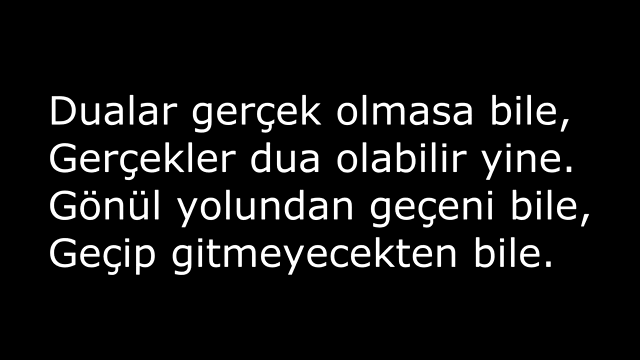 Dualar gerçek olmasa bile,
Gerçekler dua olabilir yine.
Gönül yolundan geçeni bile,
Geçip gitmeyecekten bile.